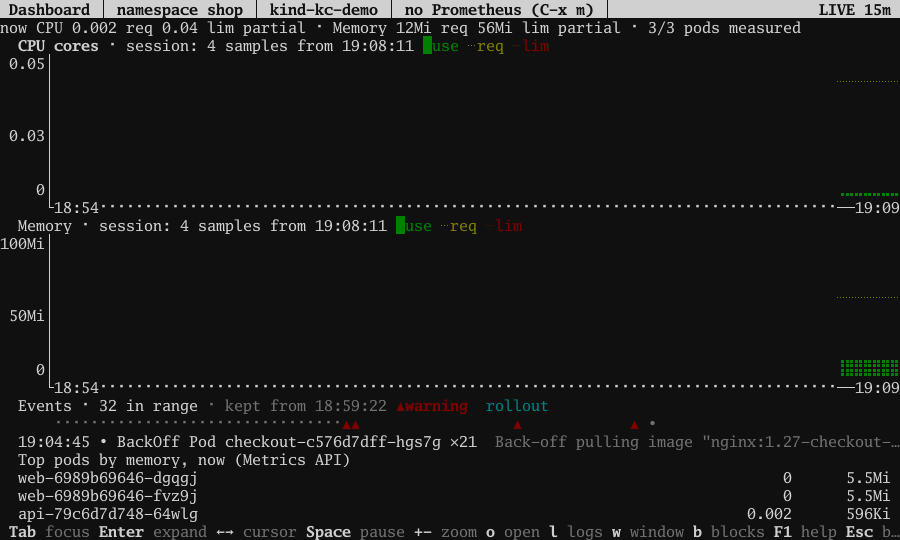 Dashboard │ namespace shop │ kind-kc-demo │ no Prometheus (C-x m) │ LIVE 15m
now CPU 0.002 req 0.04 lim partial · Memory 12Mi req 56Mi lim partial · 3/3 pods measured
CPU cores · session: 4 samples from 19:08:11 use req lim
0.05
0.03
0
18:54 19:09
Memory · session: 4 samples from 19:08:11 use req lim
100Mi
50Mi
0
18:54 19:09
Events · 32 in range · kept from 18:59:22 ▲warning rollout
19:04:45 • BackOff Pod checkout-c576d7dff-hgs7g ×21 Back-off pulling image "nginx:1.27-checkout-…
Top pods by memory, now (Metrics API)
web-6989b69646-dgqgj 0 5.5Mi
web-6989b69646-fvz9j 0 5.5Mi
api-79c6d7d748-64wlg 0.002 596Ki
Tab focus Enter expand ←→ cursor Space pause +− zoom o open l logs w window b blocks F1 help Esc b…